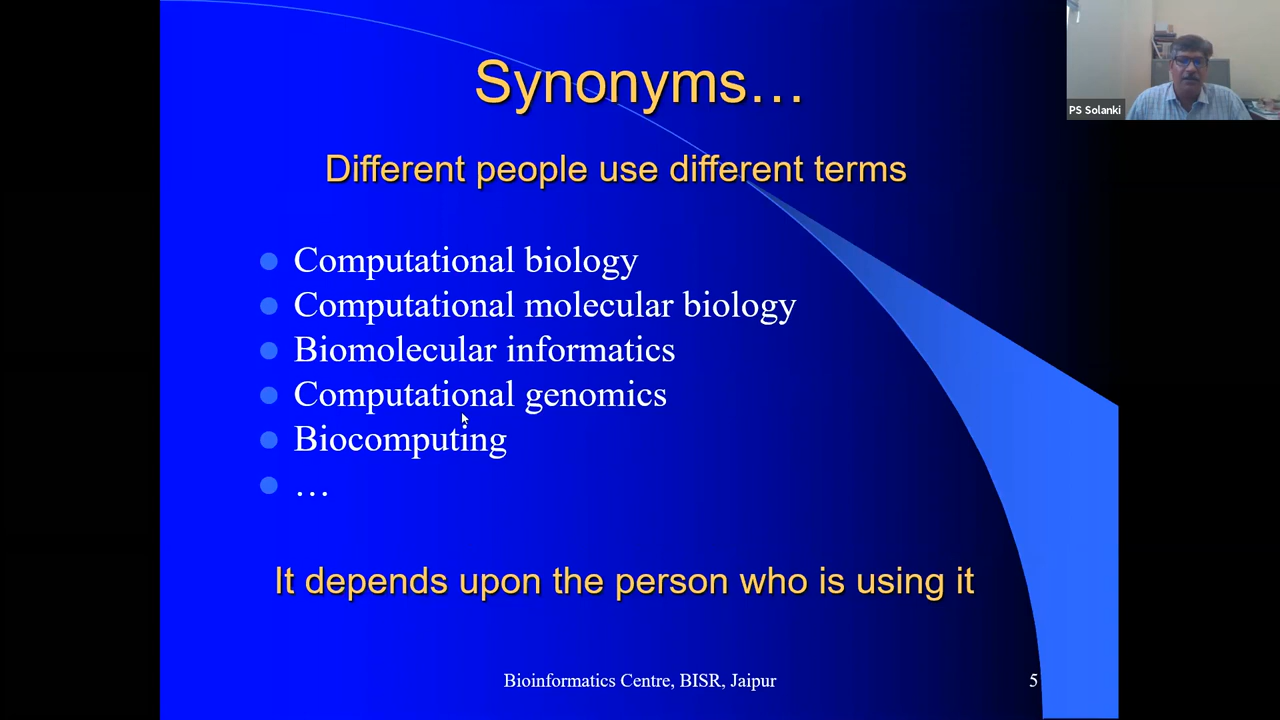 Synonyms…
PS Solanki
Different people use different terms
Computational biology
Computational molecular biology
Biomolecular informatics
Computational genomics
Biocomputing
…
It depends upon the person who is using it
Bioinformatics Centre, BISR, Jaipur
5